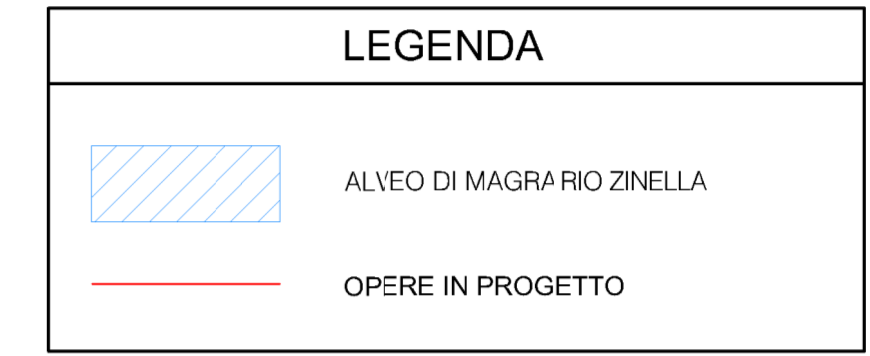 LEGENDA
ALVEO DI MAGRA RIO ZINELLA
OPERE IN PROGETTO